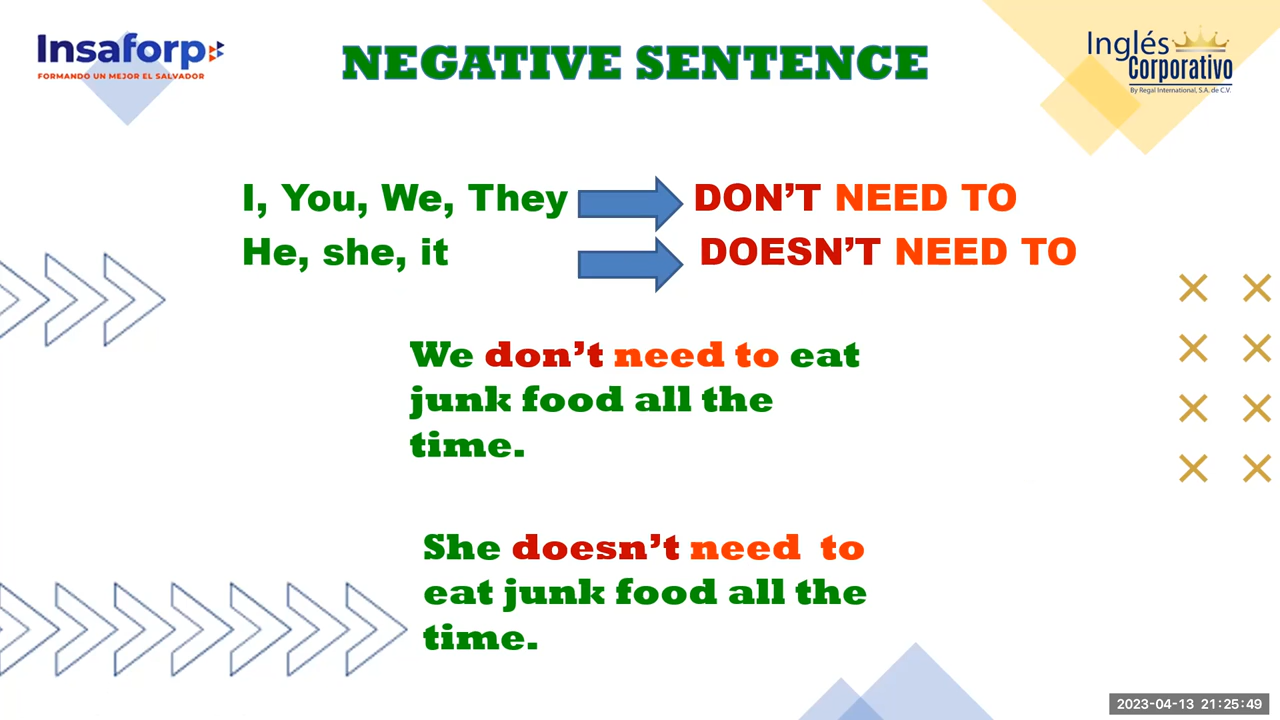 Insaforp
FORMANDO UN MEJOR EL SALVADOR
NEGATIVE SENTENCE
Inglés
Corporativo
By Regal International, S.A. de C.V.
I, You, We, They DON’T NEED TO
He, she, it DOESN’T NEED TO
We don’t need to eat
junk food all the
time.
She doesn’t need to
eat junk food all the
time.
2023-04-13 21:25:49